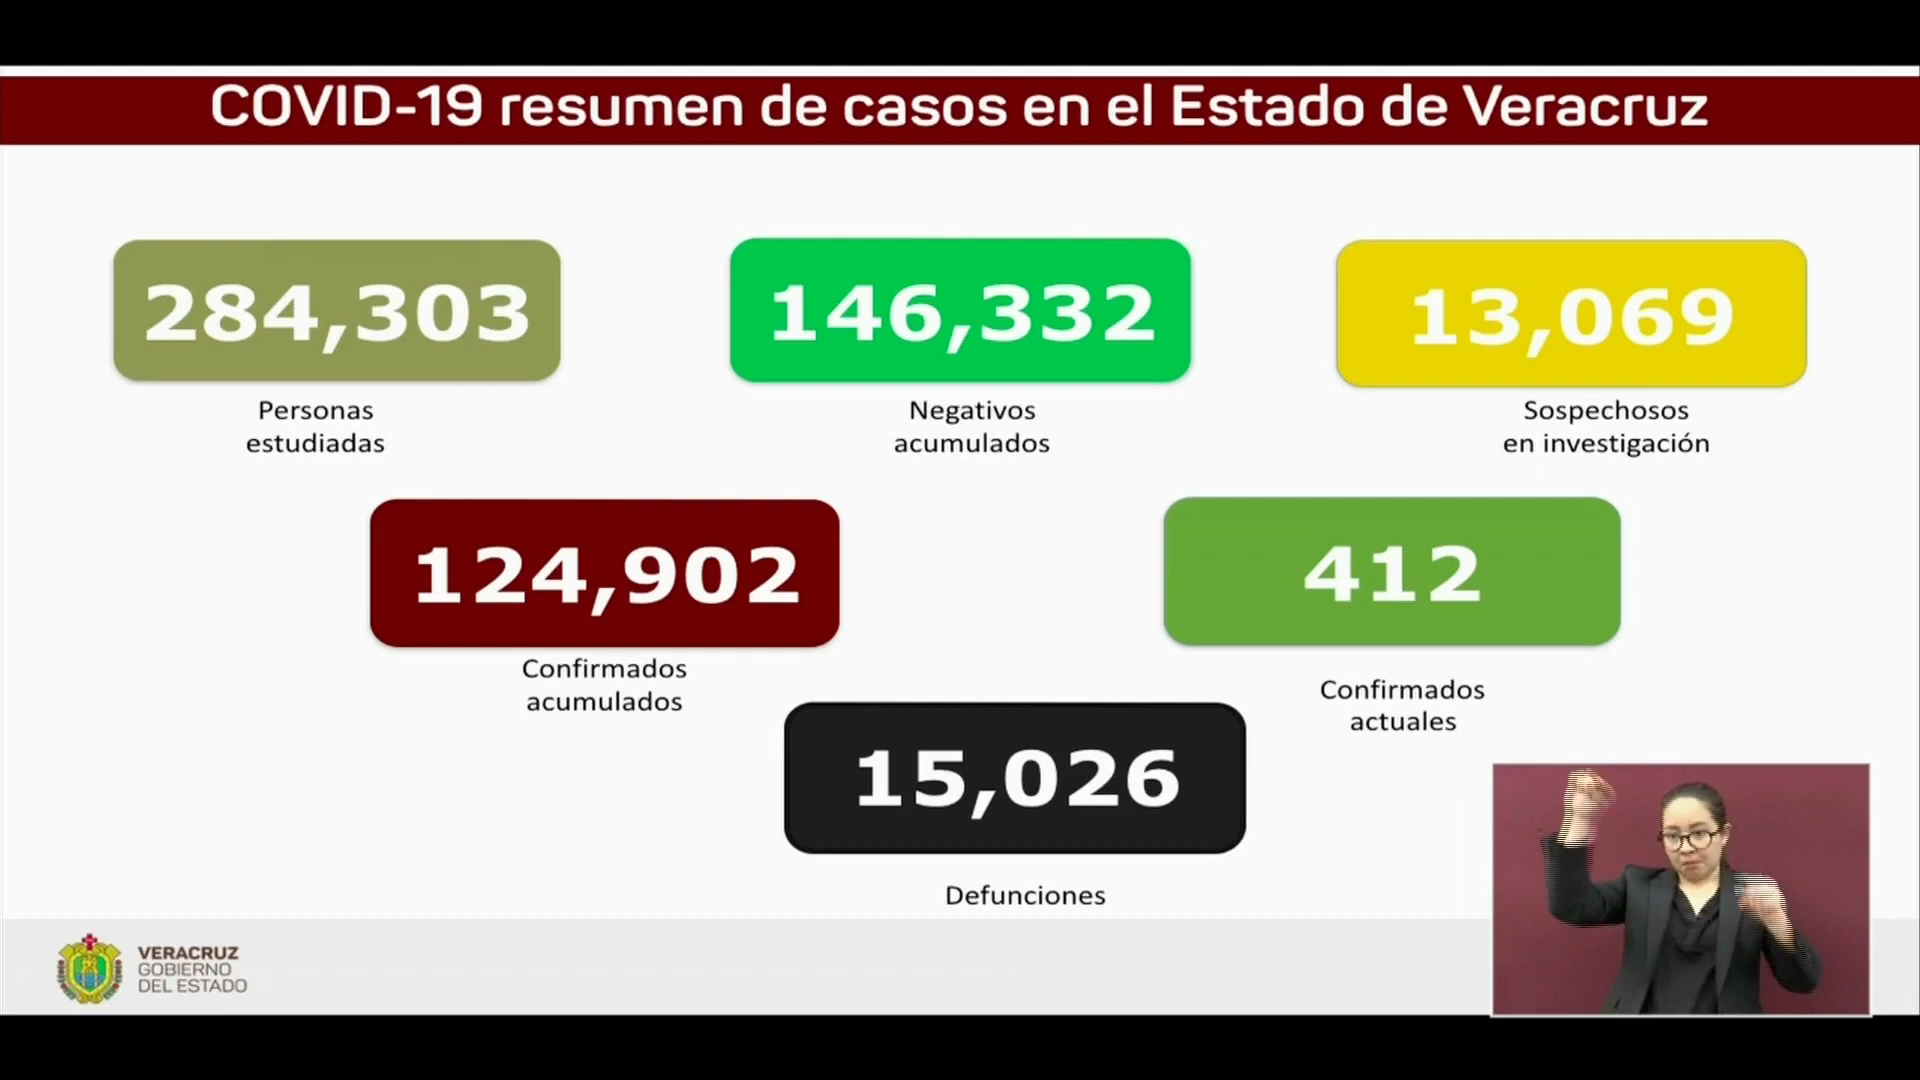 COVID-19 resumen de casos en el Estado de Veracruz
284,303
Personas
estudiadas
146,332
Negativos
acumulados
13,069
Sospechosos
en investigación
124,902
Confirmados
acumulados
412
Confirmados
actuales
15,026
Defunciones
VERACRUZ
GOBIERNO
DEL ESTADO